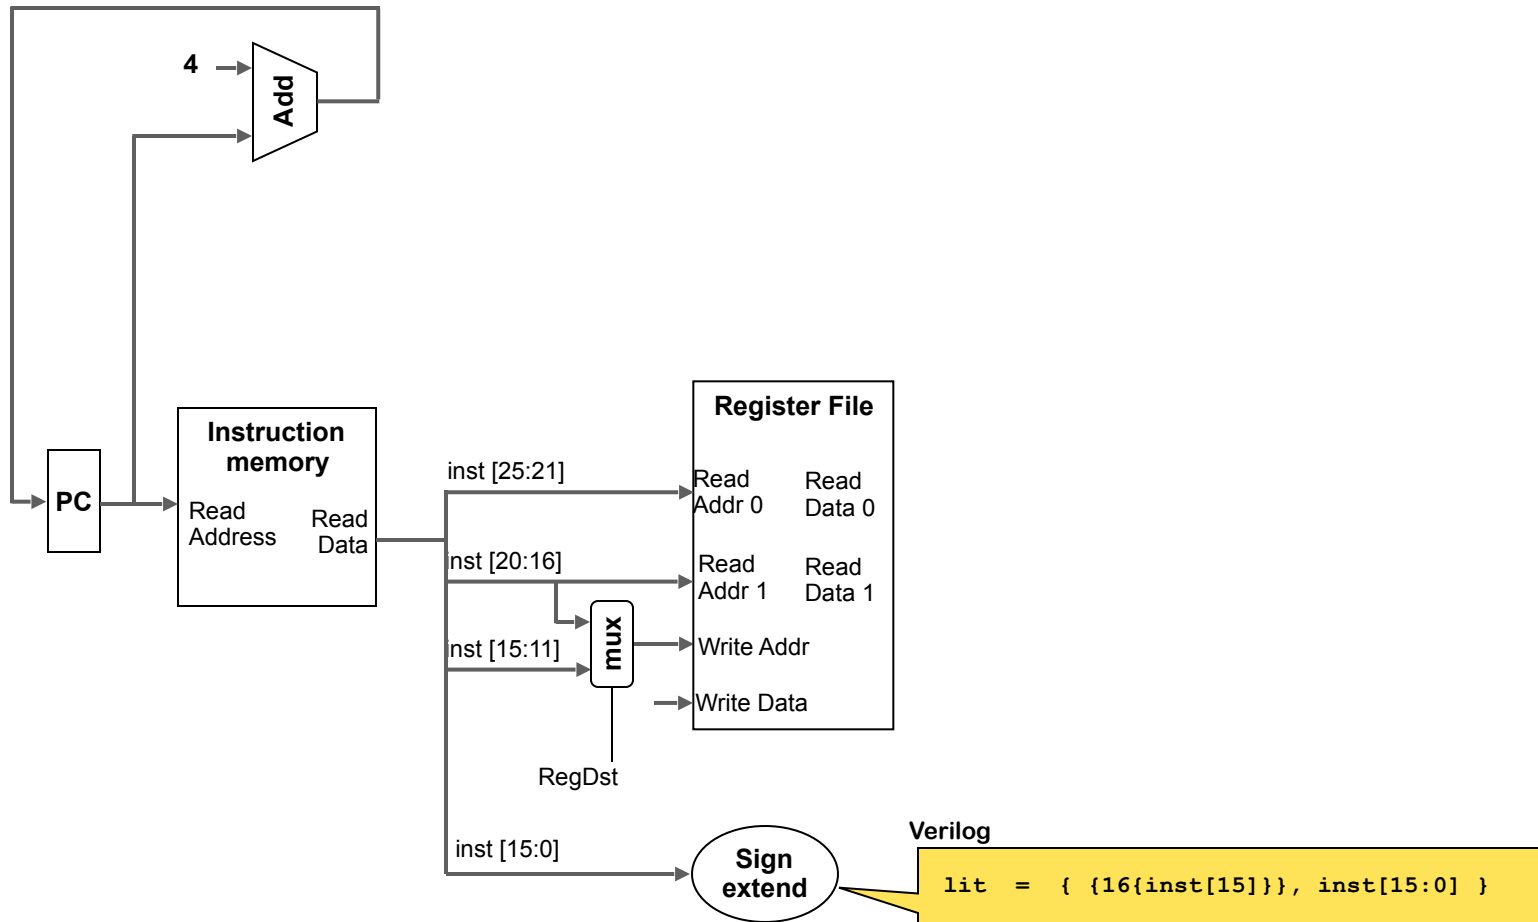 4
Add
PC
Instruction
memory
Read
Address
Read
Data
inst [25:21]
inst [20:16]
inst [15:11]
mux
RegDst
inst [15:0]
Register File
Read
Addr 0
Read
Data 0
Read
Addr 1
Read
Data 1
Write Addr
Write Data
Sign
extend
Verilog
lit = { {16{inst[15]}}, inst[15:0] }